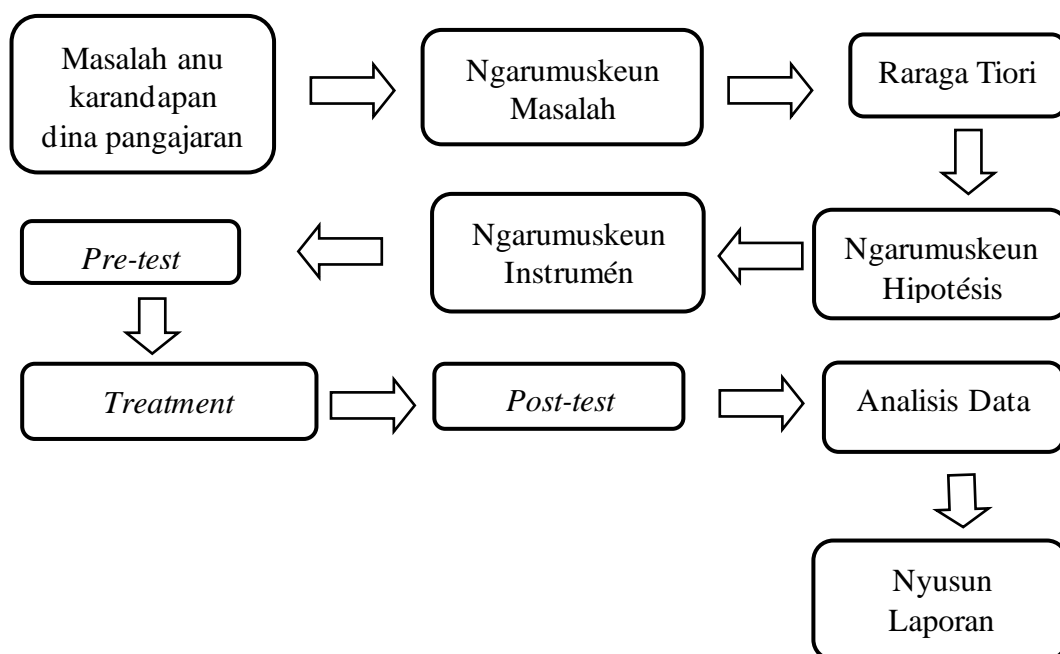 Masalah anu
karandapan
dina pangajaran
Ngarumuskeun
Masalah
Raraga Tiori
Ngarumuskeun
Hipotésis
Ngarumuskeun
Instrumén
Pre-test
Treatment
Post-test
Analisis Data
Nyusun
Laporan